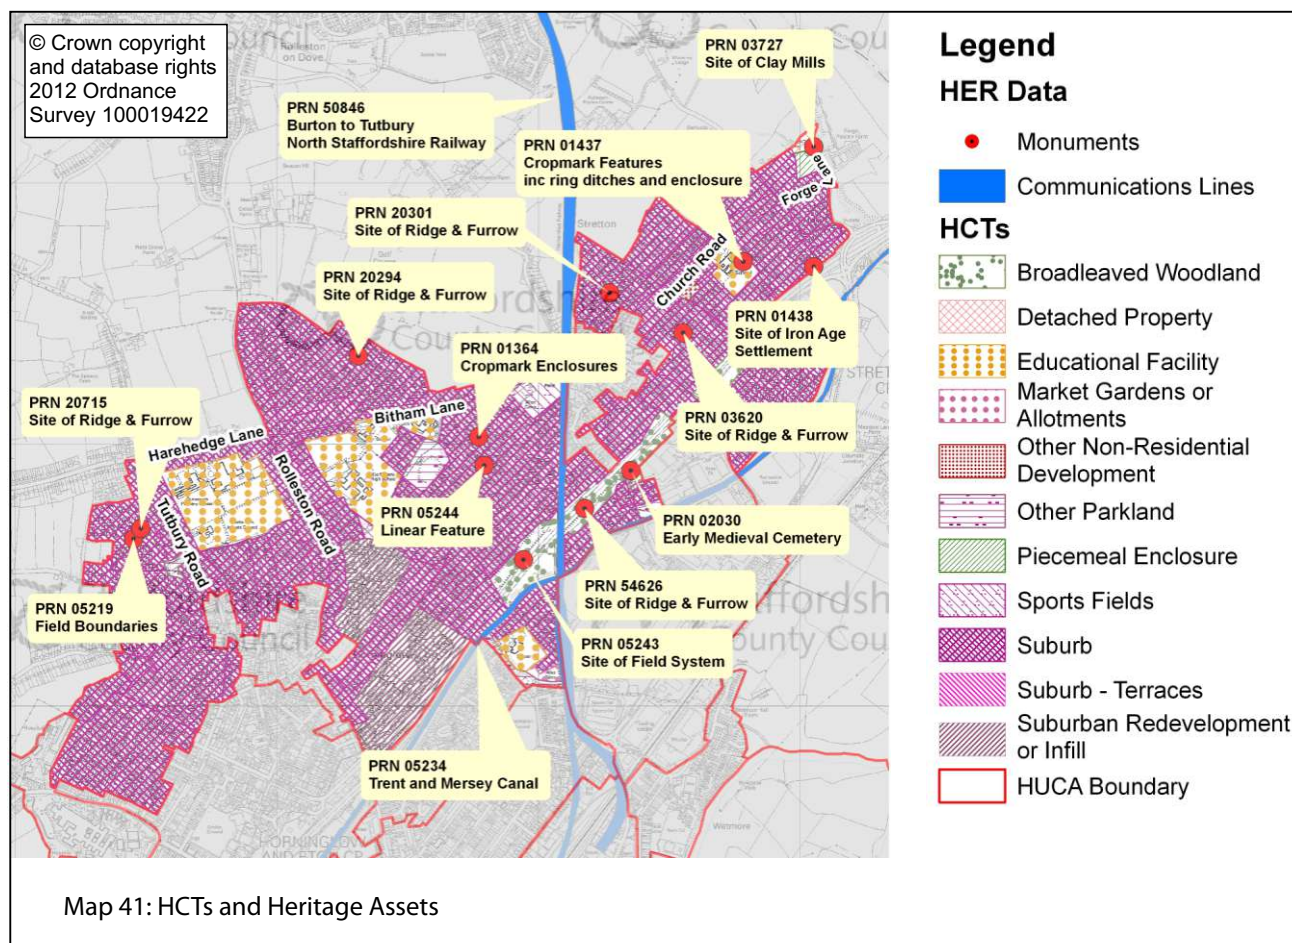 © Crown copyright
and database rights
2012 Ordnance
Survey 100019422
PRN 03727
Site of Clay Mills
PRN 50846
Burton to Tutbury
North Staffordshire Railway
PRN 01437
Cropmark Features
inc ring ditches and enclosure
Forge Lane
PRN 20301
Site of Ridge & Furrow
Stretton
Church Road
PRN 20294
Site of Ridge & Furrow
PRN 01438
Site of Iron Age
Settlement
PRN 01364
Cropmark Enclosures
PRN 20715
Site of Ridge & Furrow
Bitham Lane
Harehedge Lane
PRN 03620
Site of Ridge & Furrow
Rolleston Road
Tutbury Road
PRN 05244
Linear Feature
PRN 02030
Early Medieval Cemetery
PRN 05219
Field Boundaries
PRN 54626
Site of Ridge & Furrow
PRN 05243
Site of Field System
PRN 05234
Trent and Mersey Canal
HORNINGLOW
Wetmore
Map 41: HCTs and Heritage Assets
Legend
HER Data
Monuments
Communications Lines
HCTs
Broadleaved Woodland
Detached Property
Educational Facility
Market Gardens or
Allotments
Other Non-Residential
Development
Other Parkland
Piecemeal Enclosure
Sports Fields
Suburb
Suburb - Terraces
Suburban Redevelopment
or Infill
HUCA Boundary